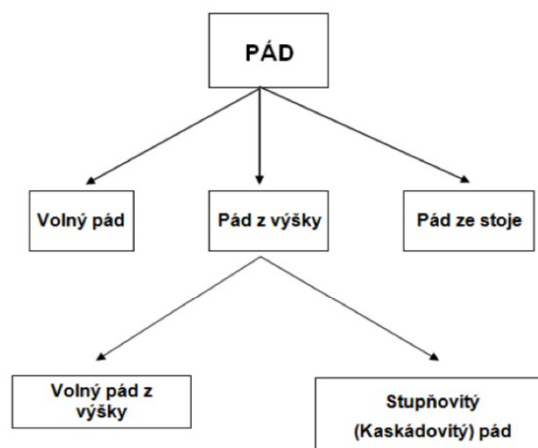 PÁD
Volný pád
Pád z výšky
Pád ze stoje
Volný pád z
výšky
Stupňovitý
(Kaskádovitý) pád